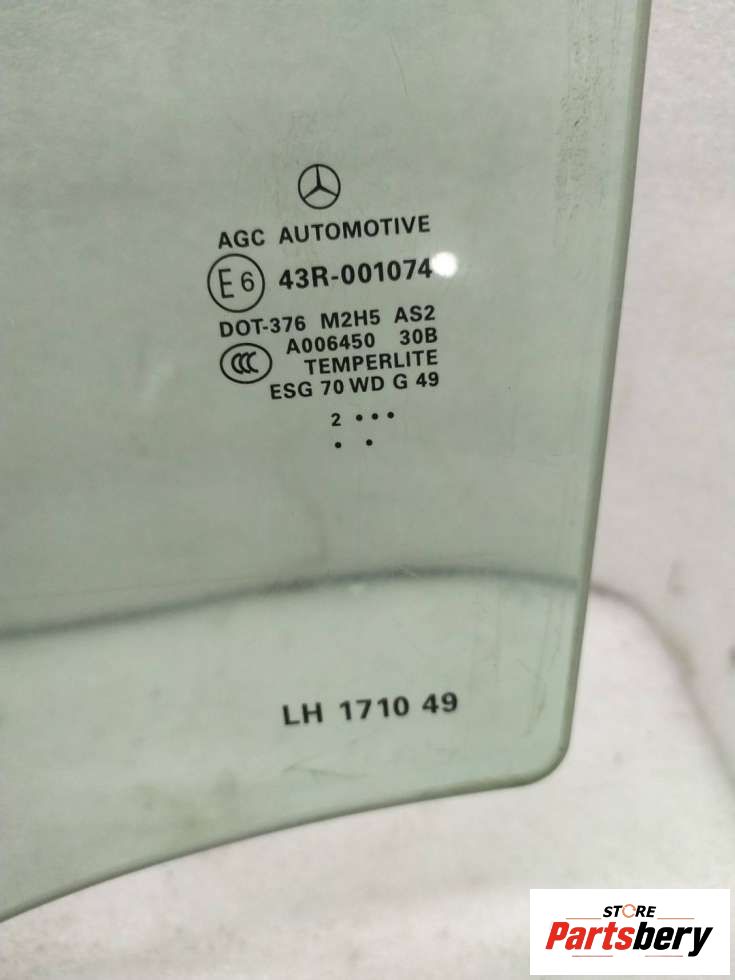 AGC AUTOMOTIVE
E6 43R-001074
DOT-376 M2H5 AS2
A006450 30B
CCC TEMPERLITE
ESG 70 WD G 49
2 •••
• •
LH 1710 49
STORE
Partsbery